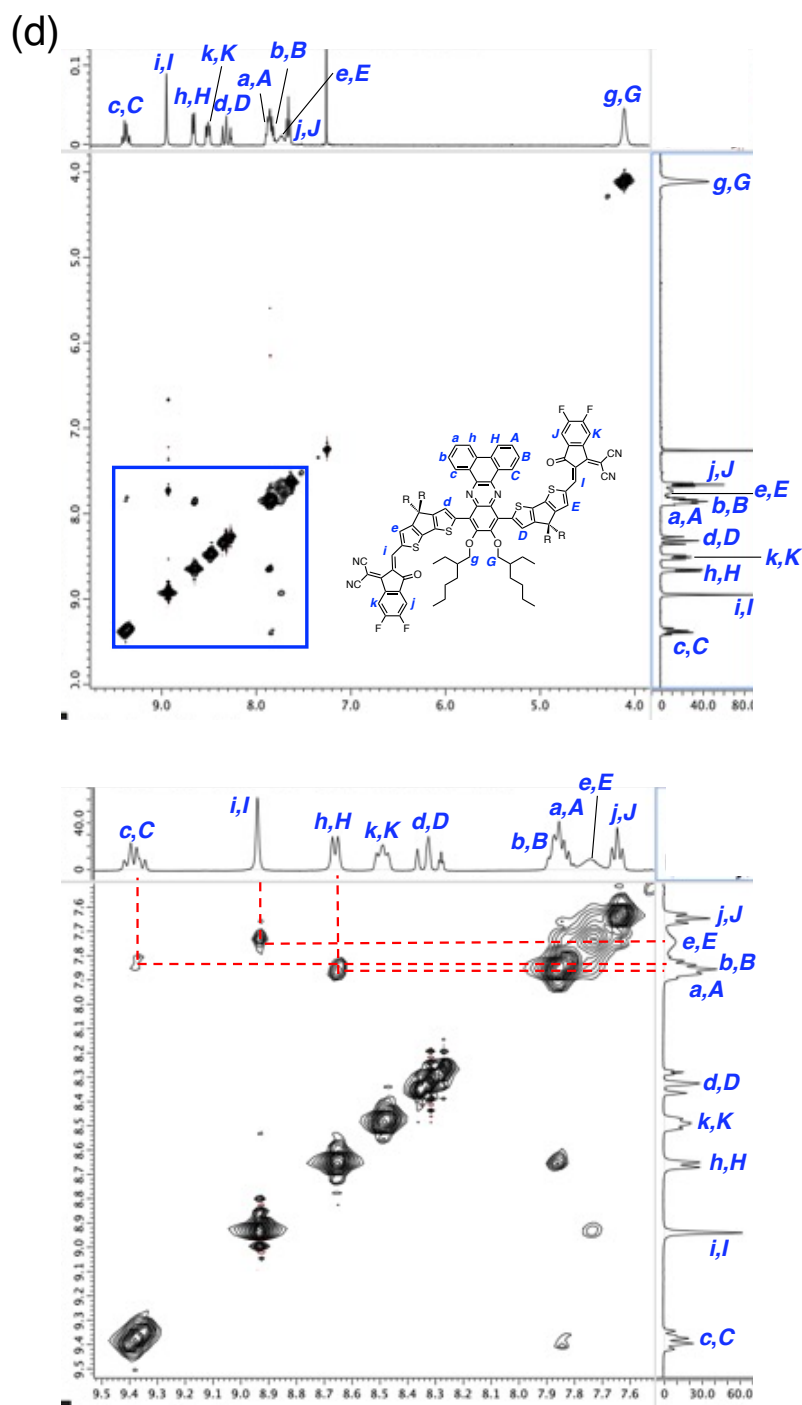 (d)
c,C
i,I
h,H
k,K
d,D
a,A
b,B
e,E
j,J
g,G
0.1
0
4.0
5.0
6.0
7.0
8.0
9.0
9.0
8.0
7.0
6.0
5.0
4.0
0
40.0
80.0
g,G
j,J
e,E
b,B
a,A
d,D
k,K
h,H
i,I
c,C
F
F
J
K
O
CN
CN
I
a
h
H
A
b
B
c
C
S
S
E
R
R
N
N
d
e
S
S
D
R
R
i
O
O
g
G
NC
NC
O
k
j
F
F
c,C
i,I
h,H
k,K
d,D
b,B
a,A
e,E
j,J
40.0
0
7.6
7.7
7.8
7.9
8.0
8.1
8.2
8.3
8.4
8.5
8.6
8.7
8.8
8.9
9.0
9.1
9.2
9.3
9.4
9.5
j,J
e,E
b,B
a,A
d,D
k,K
h,H
i,I
c,C
9.5
9.4
9.3
9.2
9.1
9.0
8.9
8.8
8.7
8.6
8.5
8.4
8.3
8.2
8.1
8.0
7.9
7.8
7.7
7.6
0
20.0
60.0